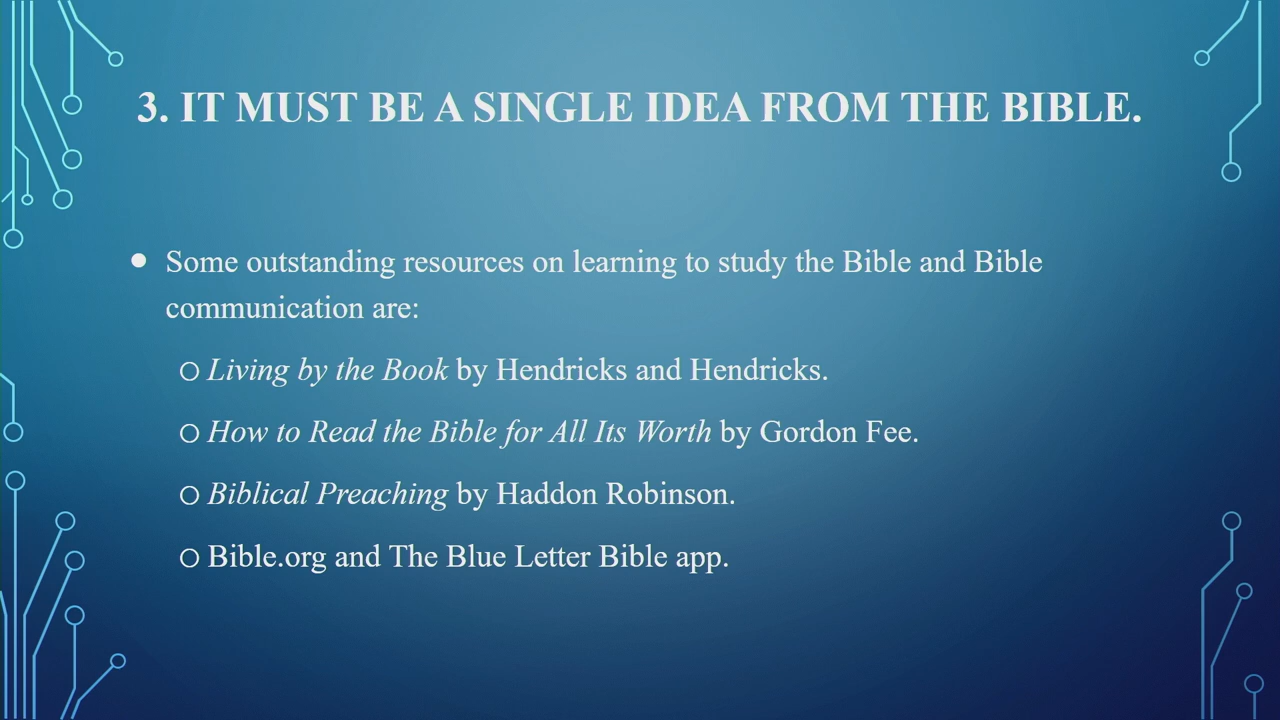 3. IT MUST BE A SINGLE IDEA FROM THE BIBLE.
Some outstanding resources on learning to study the Bible and Bible
communication are:
Living by the Book by Hendricks and Hendricks.
How to Read the Bible for All Its Worth by Gordon Fee.
Biblical Preaching by Haddon Robinson.
Bible.org and The Blue Letter Bible app.